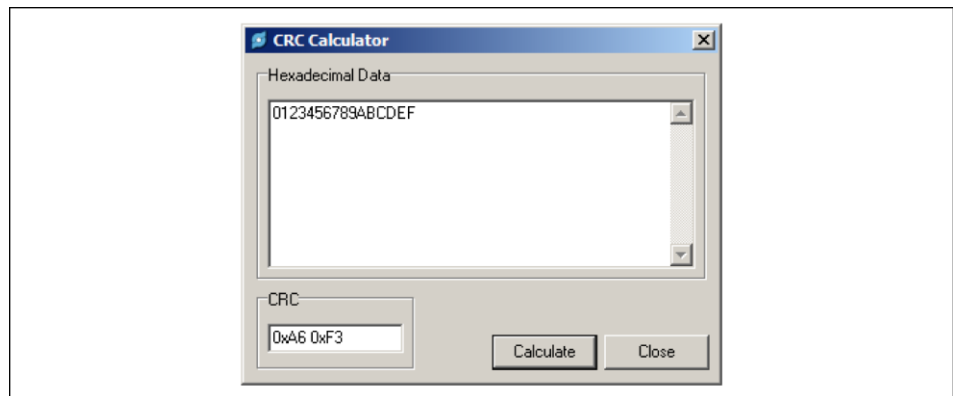 CRC Calculator
Hexadecimal Data
0123456789ABCDEF
CRC
0xA6 0xF3
Calculate
Close